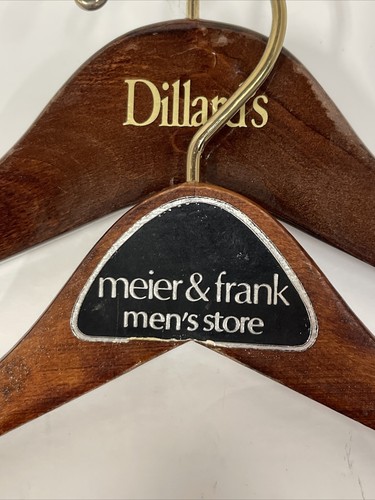 Dillard's
meier & frank
men's store